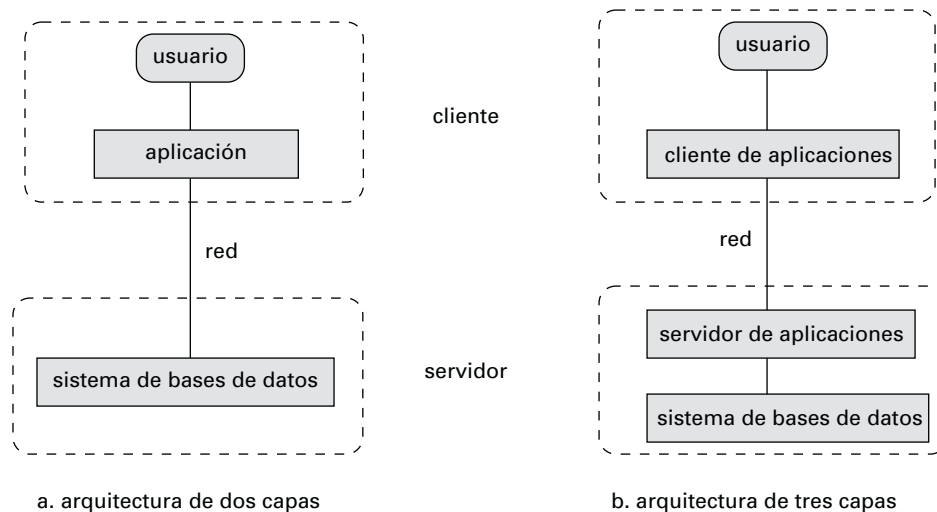 usuario
aplicación
red
sistema de bases de datos
a. arquitectura de dos capas
cliente
servidor
usuario
cliente de aplicaciones
red
servidor de aplicaciones
sistema de bases de datos
b. arquitectura de tres capas